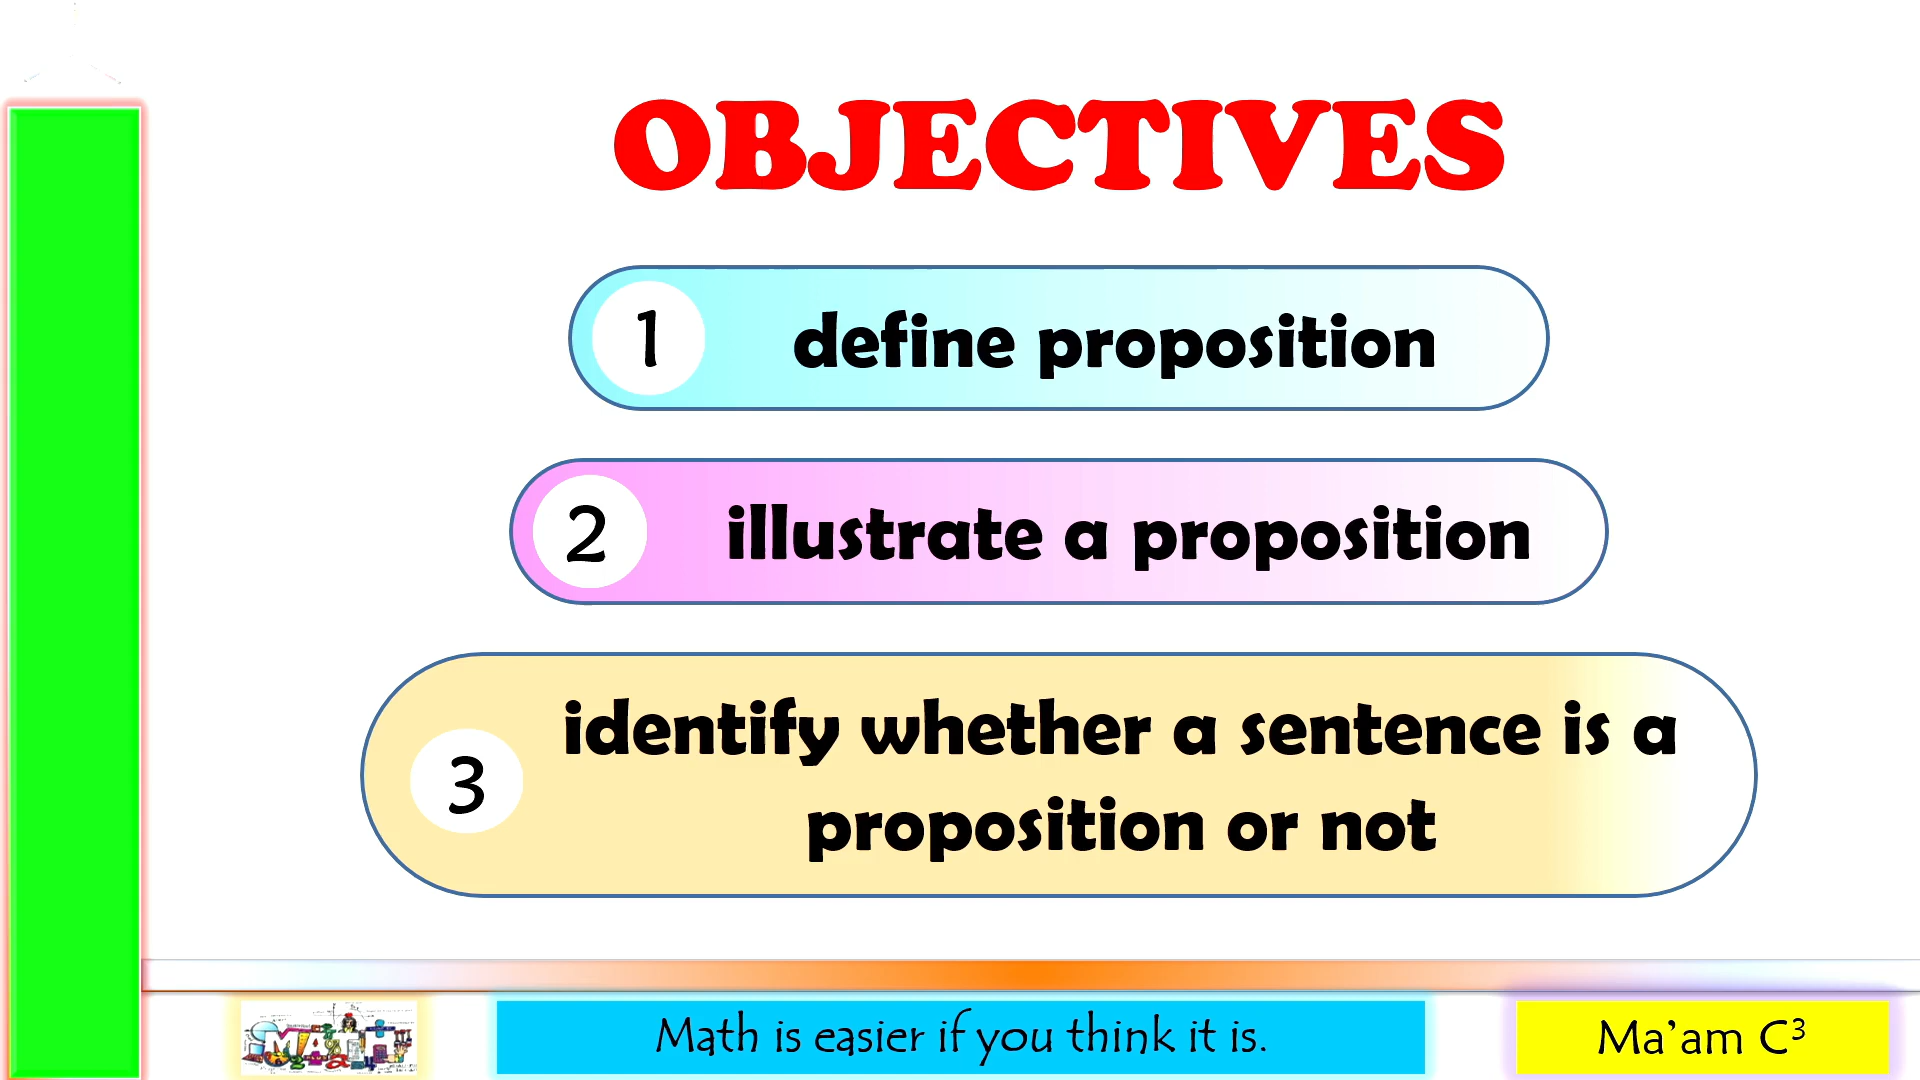 OBJECTIVES
1 define proposition
2 illustrate a proposition
3 identify whether a sentence is a
proposition or not
MATH
Math is easier if you think it is.
Ma’am C³